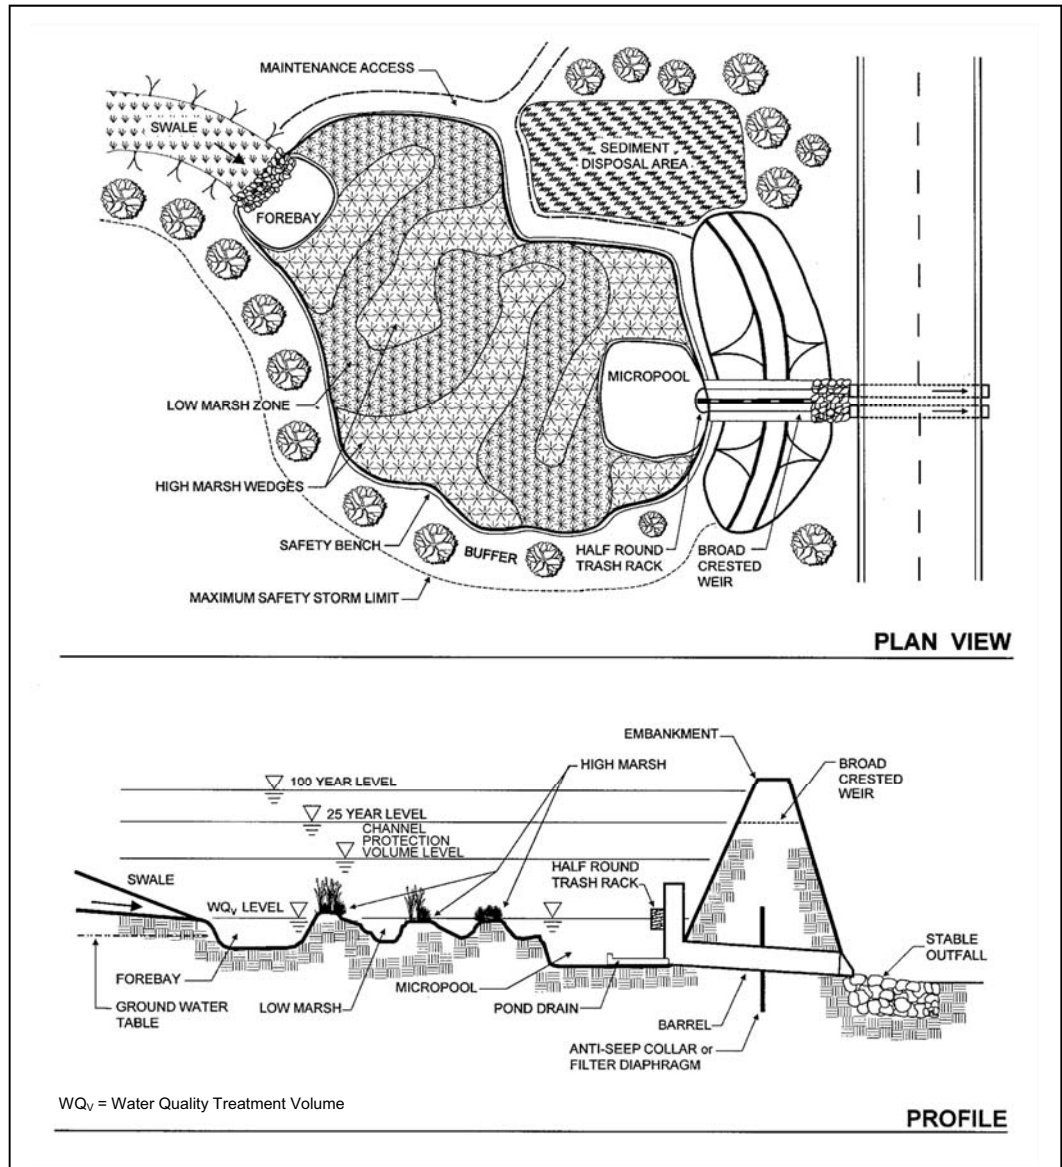 MAINTENANCE ACCESS
SWALE
SEDIMENT
DISPOSAL AREA
FOREBAY
MICROPOOL
LOW MARSH ZONE
HIGH MARSH WEDGES
SAFETY BENCH
BUFFER
HALF ROUND
TRASH RACK
BROAD
CRESTED
WEIR
MAXIMUM SAFETY STORM LIMIT
PLAN VIEW
EMBANKMENT
HIGH MARSH
BROAD
CRESTED
WEIR
100 YEAR LEVEL
25 YEAR LEVEL
CHANNEL
PROTECTION
VOLUME LEVEL
HALF ROUND
TRASH RACK
SWALE
WQv LEVEL
STABLE
OUTFALL
FOREBAY
MICROPOOL
GROUND WATER
TABLE
LOW MARSH
POND DRAIN
BARREL
ANTI-SEEP COLLAR or
FILTER DIAPHRAGM
WQv = Water Quality Treatment Volume
PROFILE